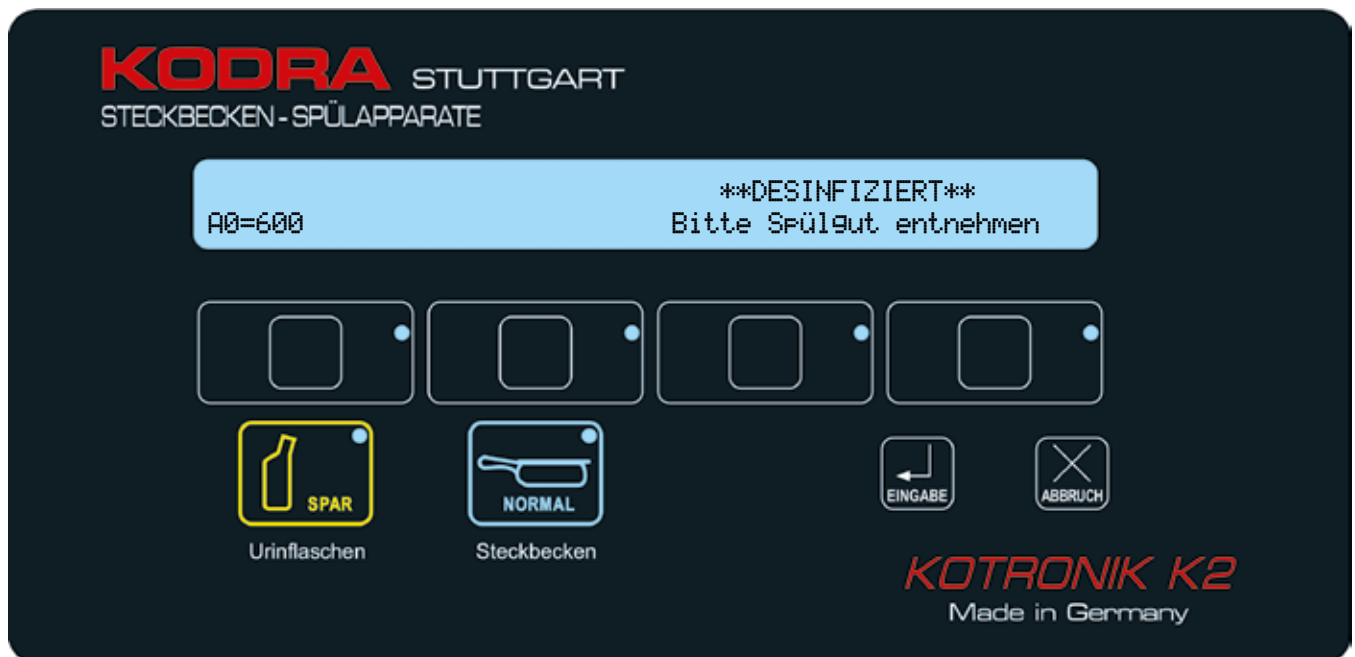 KODRA STUTTGART
STECKBECKEN-SPÜLAPPARATE
**DESINFIZIERT**
A0=600 Bitte Spülgut entnehmen
SPAR
NORMAL
EINGABE
ABBRUCH
Urinflaschen
Steckbecken
KOTRONIK K2
Made in Germany